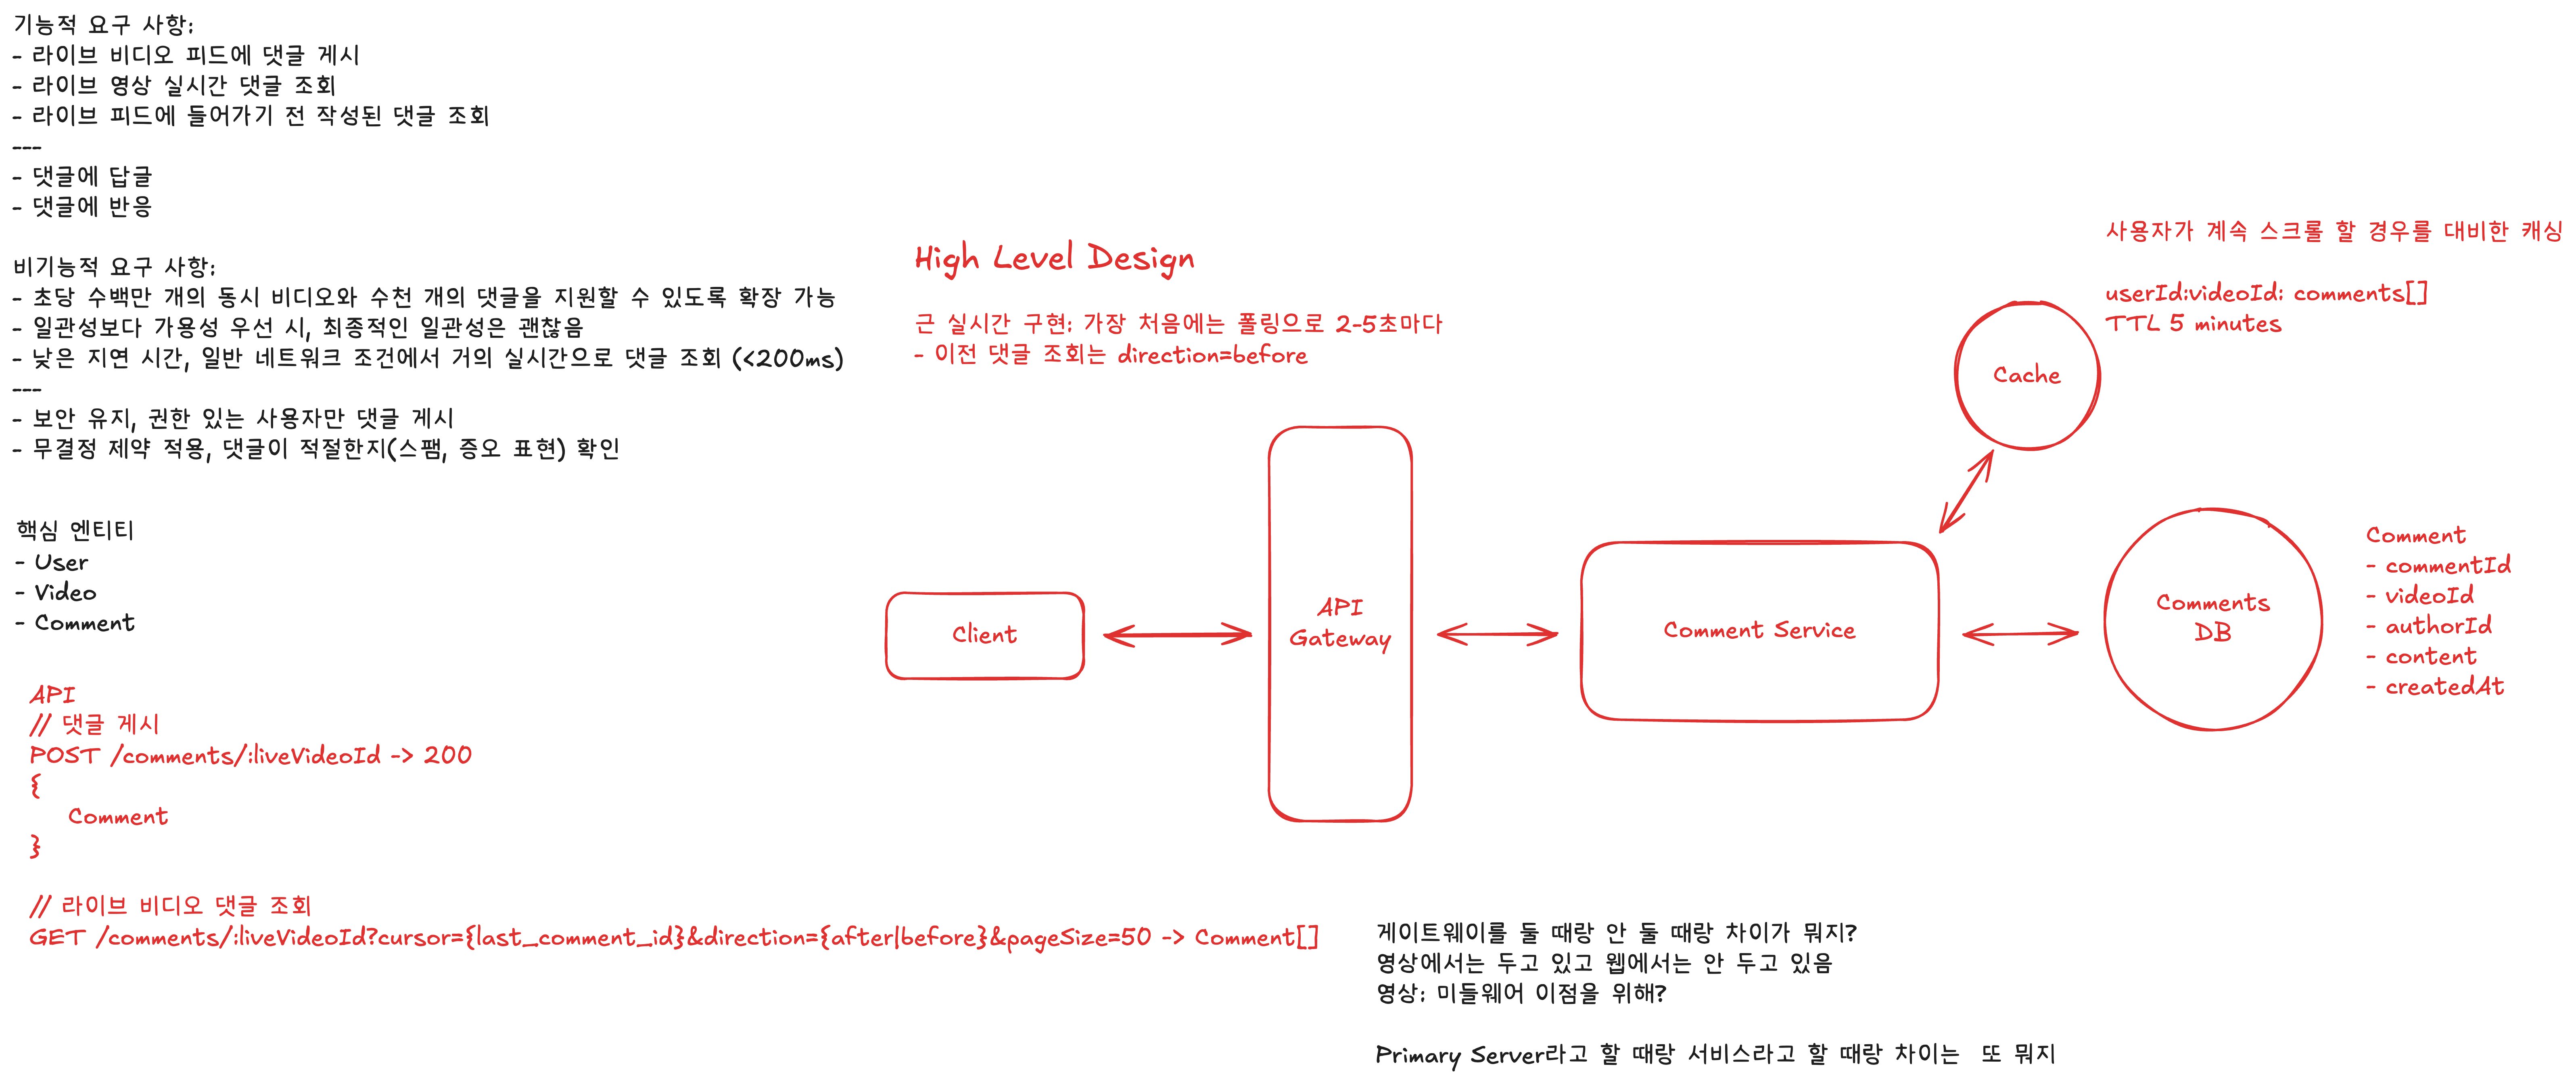 기능적 요구 사항:
- 라이브 비디오 피드에 댓글 게시
- 라이브 영상 실시간 댓글 조회
- 라이브 피드에 들어가기 전 작성된 댓글 조회
---
- 댓글에 답글
- 댓글에 반응
비기능적 요구 사항:
- 초당 수백만 개의 동시 비디오와 수천 개의 댓글을 지원할 수 있도록 확장 가능
- 일관성보다 가용성 우선 시, 최종적인 일관성은 괜찮음
- 낮은 지연 시간, 일반 네트워크 조건에서 거의 실시간으로 댓글 조회 (<200ms)
---
- 보안 유지, 권한 있는 사용자만 댓글 게시
- 무결정 제약 적용, 댓글이 적절한지(스팸, 증오 표현) 확인
핵심 엔티티
- User
- Video
- Comment
API
// 댓글 게시
POST /comments/:liveVideoId -> 200
{
Comment
}
// 라이브 비디오 댓글 조회
GET /comments/:liveVideoId?cursor={last_comment_id}&direction={after|before}&pageSize=50 -> Comment[]
High Level Design
근 실시간 구현: 가장 처음에는 폴링으로 2-5초마다
- 이전 댓글 조회는 direction=before
Client
API
Gateway
Comment Service
사용자가 계속 스크롤 할 경우를 대비한 캐싱
userId:videoId: comments[]
TTL 5 minutes
Cache
Comments
DB
Comment
- commentId
- videoId
- authorId
- content
- createdAt
게이트웨이를 둘 때랑 안 둘 때랑 차이가 뭐지?
영상에서는 두고 있고 웹에서는 안 두고 있음
영상: 미들웨어 이점을 위해?
Primary Server라고 할 때랑 서비스라고 할 때랑 차이는 또 뭐지